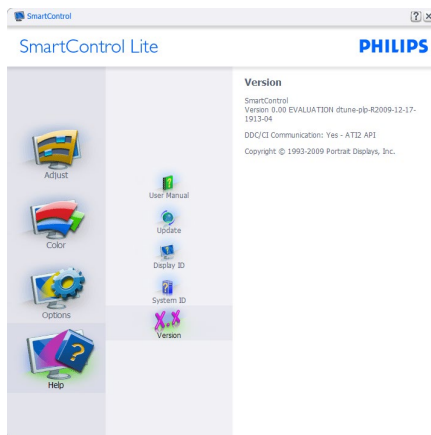 SmartControl
SmartControl Lite
PHILIPS
Adjust
Color
Options
Help
User Manual
Update
Display ID
System ID
X.X
Version
Version
SmartControl
Version 0.00 EVALUATION dtune-plp-R2009-12-17-
1913-04
DDC/CI Communication: Yes - ATI2 API
Copyright © 1993-2009 Portrait Displays, Inc.